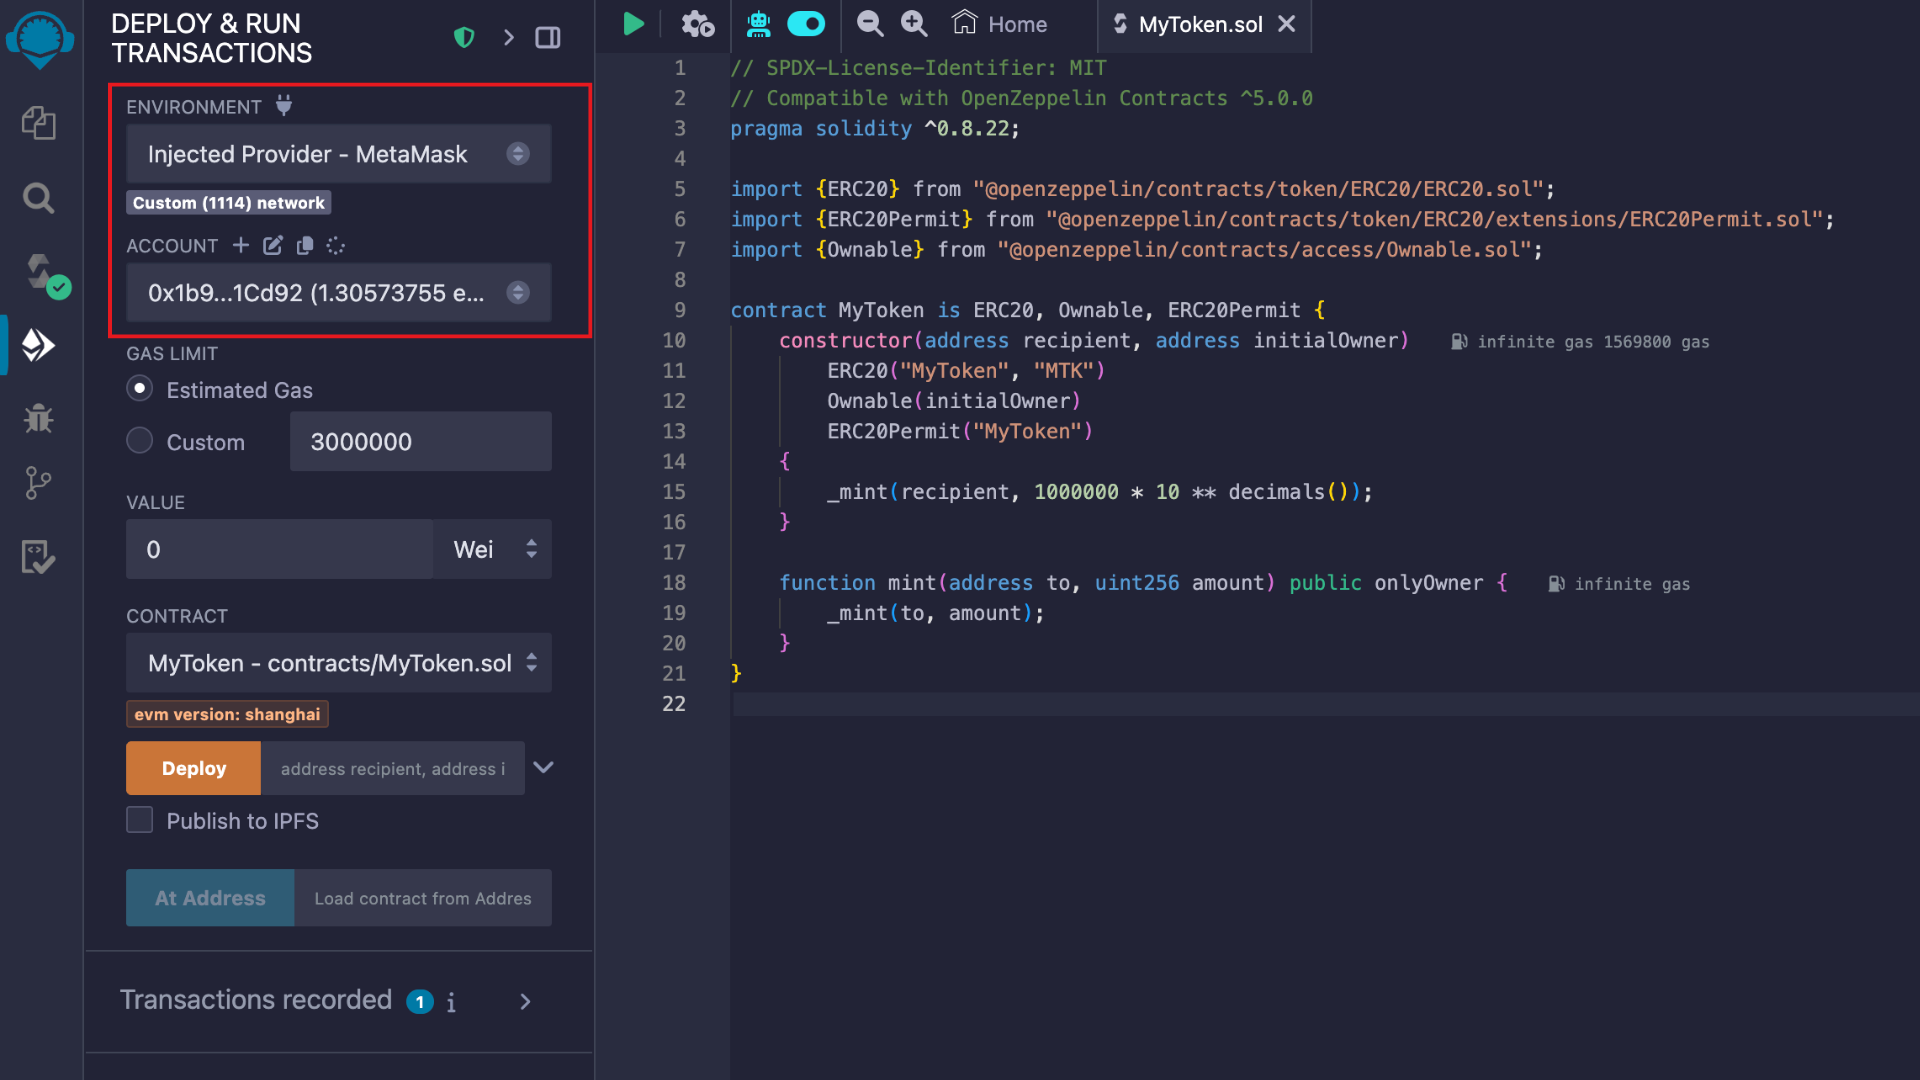 DEPLOY & RUN
TRANSACTIONS
ENVIRONMENT
Injected Provider - MetaMask
Custom (1114) network
ACCOUNT
0x1b9...1Cd92 (1.30573755 e...
GAS LIMIT
Estimated Gas
Custom
3000000
VALUE
0
Wei
CONTRACT
MyToken - contracts/MyToken.sol
evm version: shanghai
Deploy
address recipient, address i
Publish to IPFS
At Address
Load contract from Addres
Transactions recorded 1 i
Home
MyToken.sol
1 // SPDX-License-Identifier: MIT
2 // Compatible with OpenZeppelin Contracts ^5.0.0
3 pragma solidity ^0.8.22;
4
5 import {ERC20} from "@openzeppelin/contracts/token/ERC20/ERC20.sol";
6 import {ERC20Permit} from "@openzeppelin/contracts/token/ERC20/extensions/ERC20Permit.sol";
7 import {Ownable} from "@openzeppelin/contracts/access/Ownable.sol";
8
9 contract MyToken is ERC20, Ownable, ERC20Permit {
10 constructor(address recipient, address initialOwner) infinite gas 1569800 gas
11 ERC20("MyToken", "MTK")
12 Ownable(initialOwner)
13 ERC20Permit("MyToken")
14 {
15 _mint(recipient, 1000000 * 10 ** decimals());
16 }
17
18 function mint(address to, uint256 amount) public onlyOwner { infinite gas
19 _mint(to, amount);
20 }
21 }
22